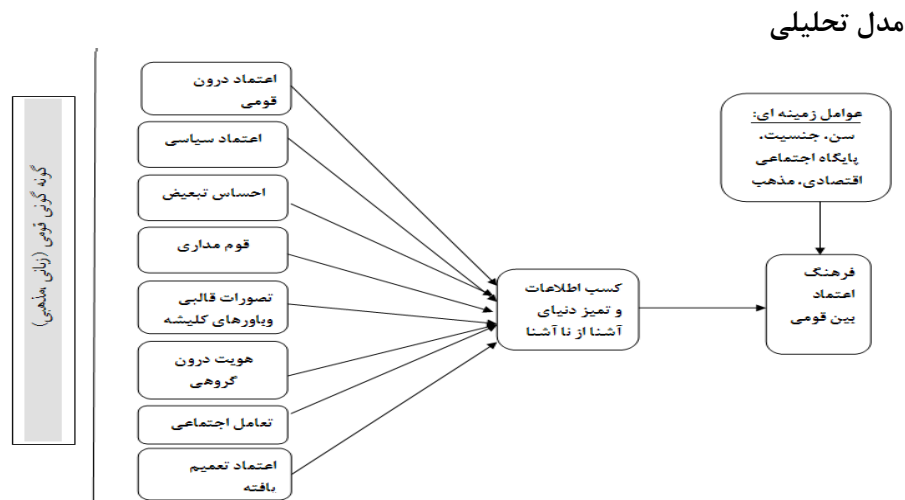 مدل تحلیلی
گونه گونی قومی (زبانی مذهبی)
اعتماد درون
قومی
اعتماد سیاسی
احساس تبعیض
قوم مداری
تصورات قالبی
وباورهای کلیشه
هویت درون
گروهی
تعامل اجتماعی
اعتماد تعمیم
یافته
کسب اطلاعات
و تمیز دنیای
آشنا از نا آشنا
عوامل زمینه ای:
سن، جنسیت،
پایگاه اجتماعی
اقتصادی، مذهب
فرهنگ
اعتماد
بین قومی